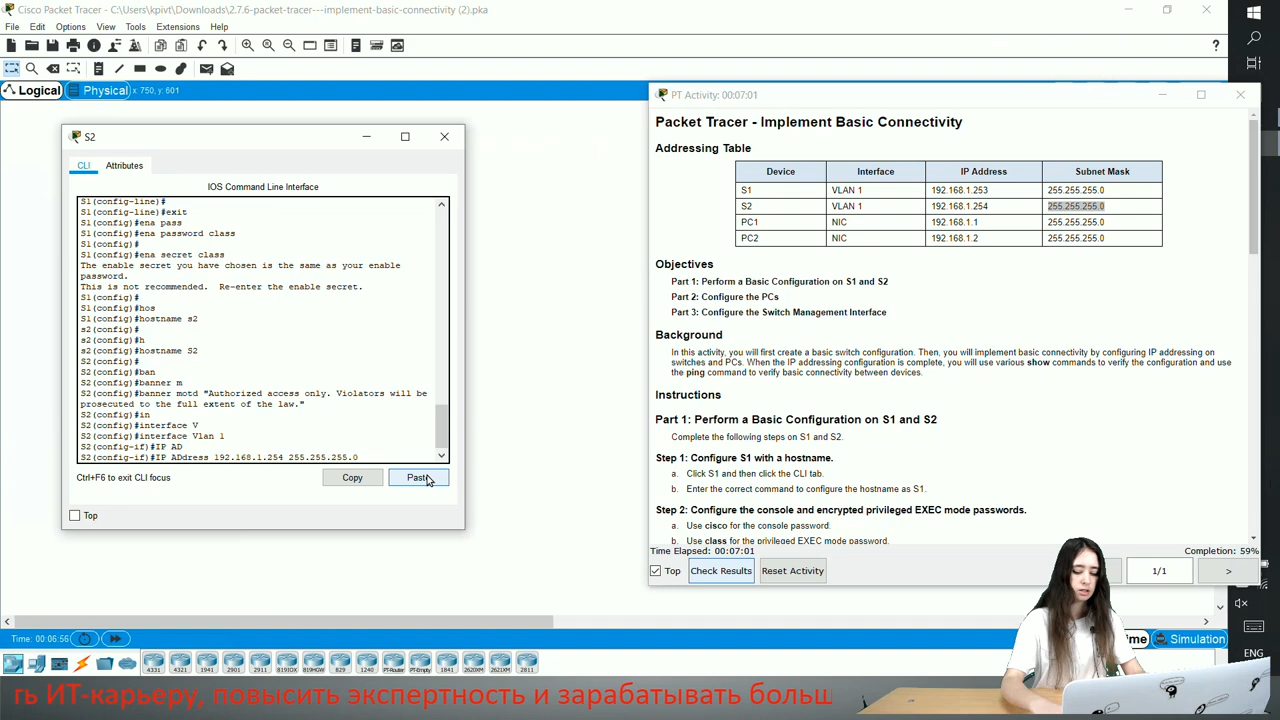 Cisco Packet Tracer - C:\Users\kpivt\Downloads\2.7.6-packet-tracer---implement-basic-connectivity (2).pka
File Edit Options View Tools Extensions Help
?
Logical Physical x: 750, y: 601
S2
CLI Attributes
IOS Command Line Interface
S1(config-line)#
S1(config-line)#exit
S1(config)#ena pass
S1(config)#ena password class
S1(config)#
S1(config)#ena secret class
The enable secret you have chosen is the same as your enable
password.
This is not recommended. Re-enter the enable secret.
S1(config)#
S1(config)#hos
S1(config)#hostname s2
s2(config)#
s2(config)#h
s2(config)#hostname S2
S2(config)#
S2(config)#ban
S2(config)#banner m
S2(config)#banner motd "Authorized access only. Violators will be
prosecuted to the full extent of the law."
S2(config)#in
S2(config)#interface V
S2(config)#interface Vlan 1
S2(config-if)#IP AD
S2(config-if)#IP ADdress 192.168.1.254 255.255.255.0
Ctrl+F6 to exit CLI focus
Copy
Past
Top
PT Activity: 00:07:01
Packet Tracer - Implement Basic Connectivity
Addressing Table
Device Interface IP Address Subnet Mask
S1 VLAN 1 192.168.1.253 255.255.255.0
S2 VLAN 1 192.168.1.254 255.255.255.0
PC1 NIC 192.168.1.1 255.255.255.0
PC2 NIC 192.168.1.2 255.255.255.0
Objectives
Part 1: Perform a Basic Configuration on S1 and S2
Part 2: Configure the PCs
Part 3: Configure the Switch Management Interface
Background
In this activity, you will first create a basic switch configuration. Then, you will implement basic connectivity by configuring IP addressing on
switches and PCs. When the IP addressing configuration is complete, you will use various show commands to verify the configuration and use
the ping command to verify basic connectivity between devices.
Instructions
Part 1: Perform a Basic Configuration on S1 and S2
Complete the following steps on S1 and S2.
Step 1: Configure S1 with a hostname.
a. Click S1 and then click the CLI tab.
b. Enter the correct command to configure the hostname as S1.
Step 2: Configure the console and encrypted privileged EXEC mode passwords.
a. Use cisco for the console password.
b. Use class for the privileged EXEC mode password.
Time Elapsed: 00:07:01 Completion: 59%
Top Check Results Reset Activity 1/1 >
Time: 00:06:56
me Simulation
ENG
4331 4321 1941 2901 2911 819IOX 819HGW 829 1240 PT-Router PT-Empty 1841 2620XM 2621XM 2811
ть ИТ-карьеру, повысить экспертность и зарабатывать больш